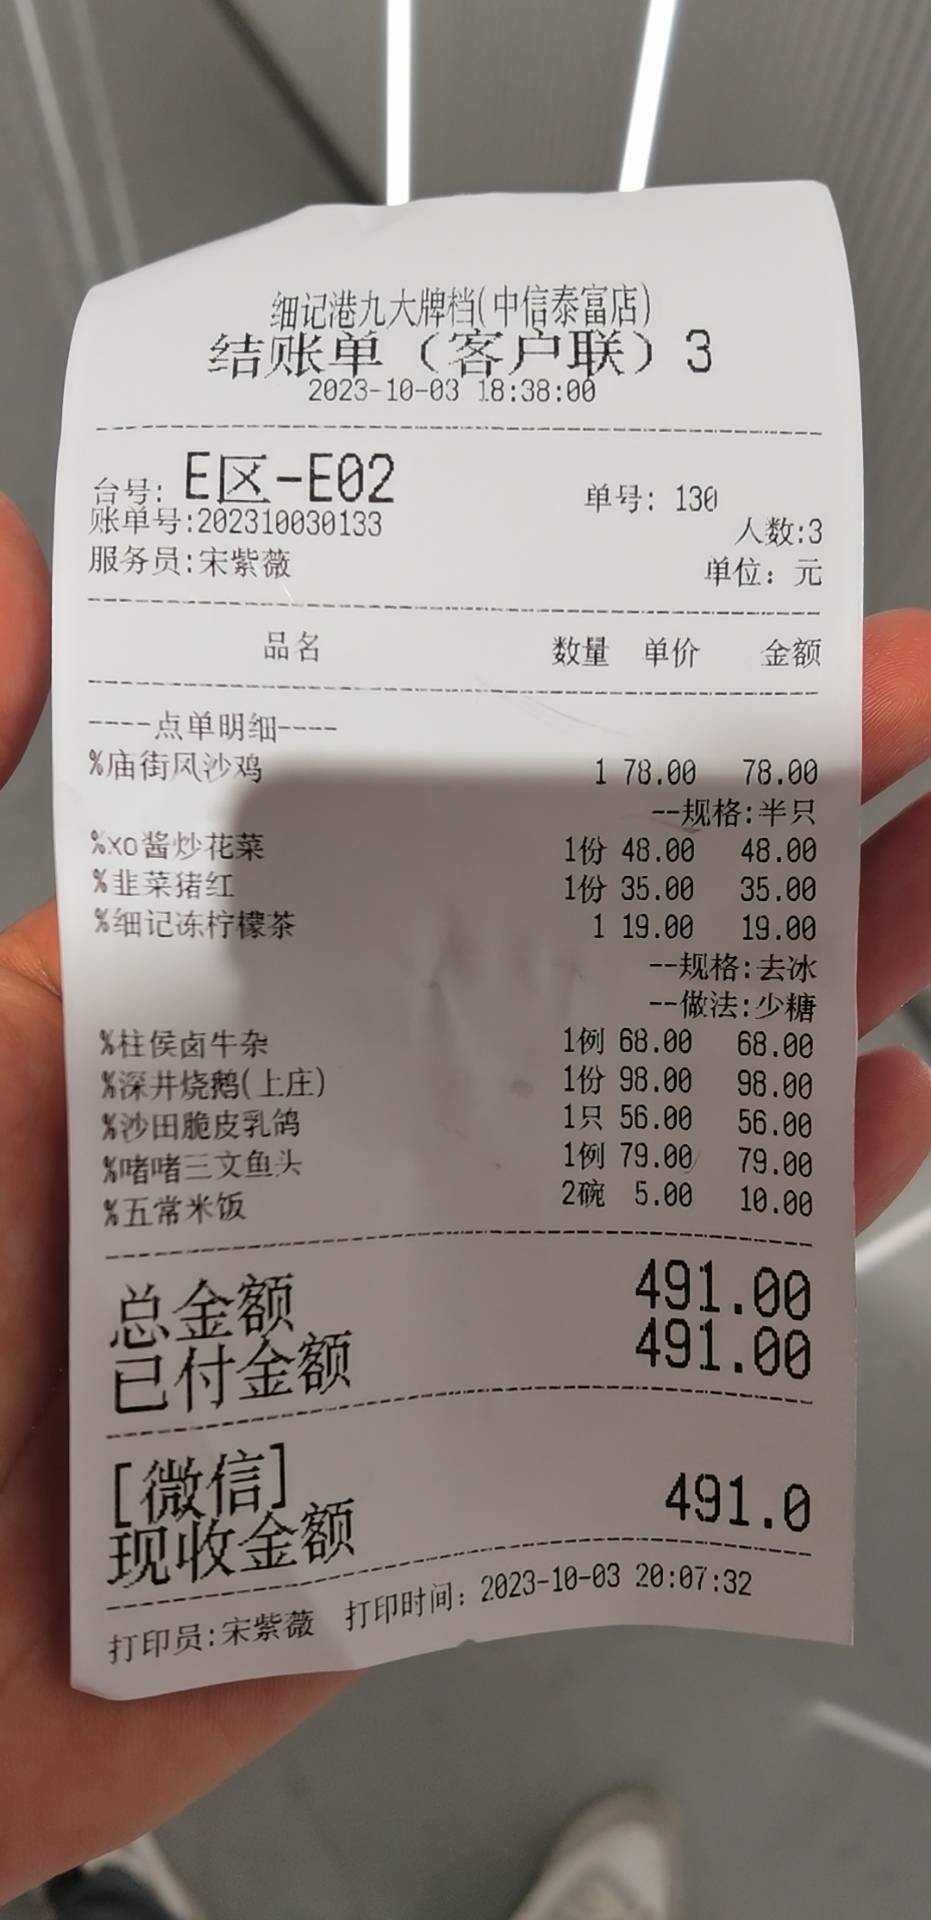 细记港九大牌档(中信泰富店)
结账单（客户联）3
2023-10-03 18:38:00
台号: E区-E02 单号: 130
账单号:202310030133 人数:3
服务员:宋紫薇 单位: 元
品名 数量 单价 金额
----点单明细----
%庙街风沙鸡 1 78.00 78.00
--规格:半只
%xo酱炒花菜 1份 48.00 48.00
%韭菜猪红 1份 35.00 35.00
%细记冻柠檬茶 1 19.00 19.00
--规格:去冰
--做法:少糖
%柱侯卤牛杂 1例 68.00 68.00
%深井烧鹅(上庄) 1份 98.00 98.00
%沙田脆皮乳鸽 1只 56.00 56.00
%啫啫三文鱼头 1例 79.00 79.00
%五常米饭 2碗 5.00 10.00
总金额 491.00
已付金额 491.00
[微信]
现收金额 491.0
打印员:宋紫薇 打印时间: 2023-10-03 20:07:32